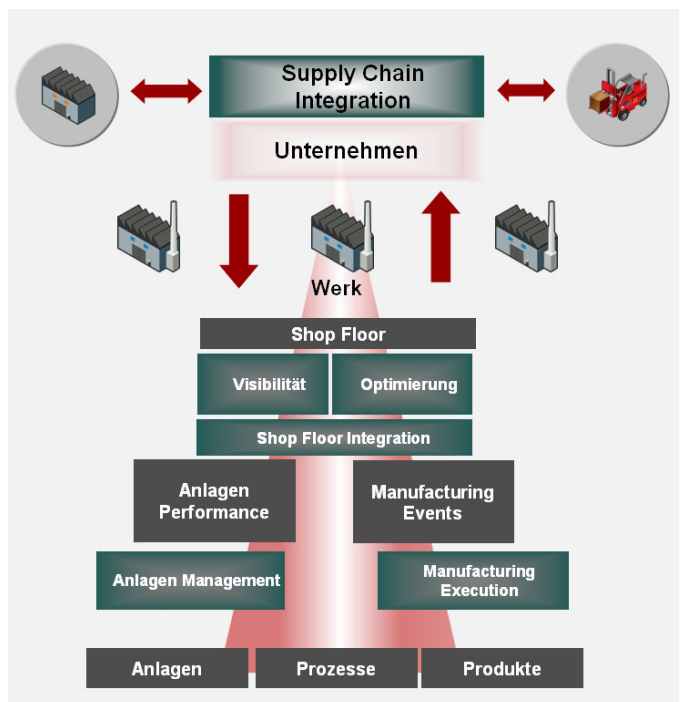 Supply Chain
Integration
Unternehmen
Werk
Shop Floor
Visibilität
Optimierung
Shop Floor Integration
Anlagen
Performance
Manufacturing
Events
Anlagen Management
Manufacturing
Execution
Anlagen
Prozesse
Produkte